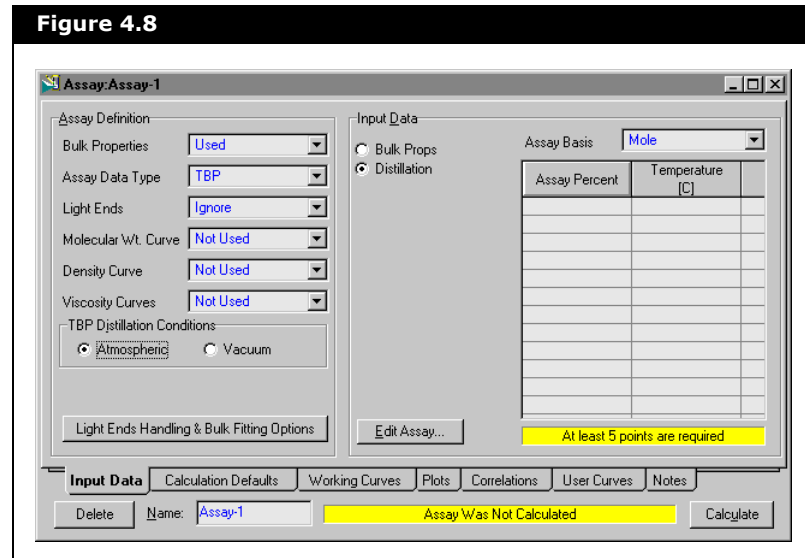 Figure 4.8
Assay:Assay-1
Assay Definition
Bulk Properties Used
Assay Data Type TBP
Light Ends Ignore
Molecular Wt. Curve Not Used
Density Curve Not Used
Viscosity Curves Not Used
TBP Distillation Conditions
Atmospheric Vacuum
Light Ends Handling & Bulk Fitting Options
Input Data
Bulk Props
Distillation
Assay Basis Mole
Assay Percent Temperature [C]
Edit Assay...
At least 5 points are required
Input Data Calculation Defaults Working Curves Plots Correlations User Curves Notes
Delete Name: Assay-1 Assay Was Not Calculated Calculate